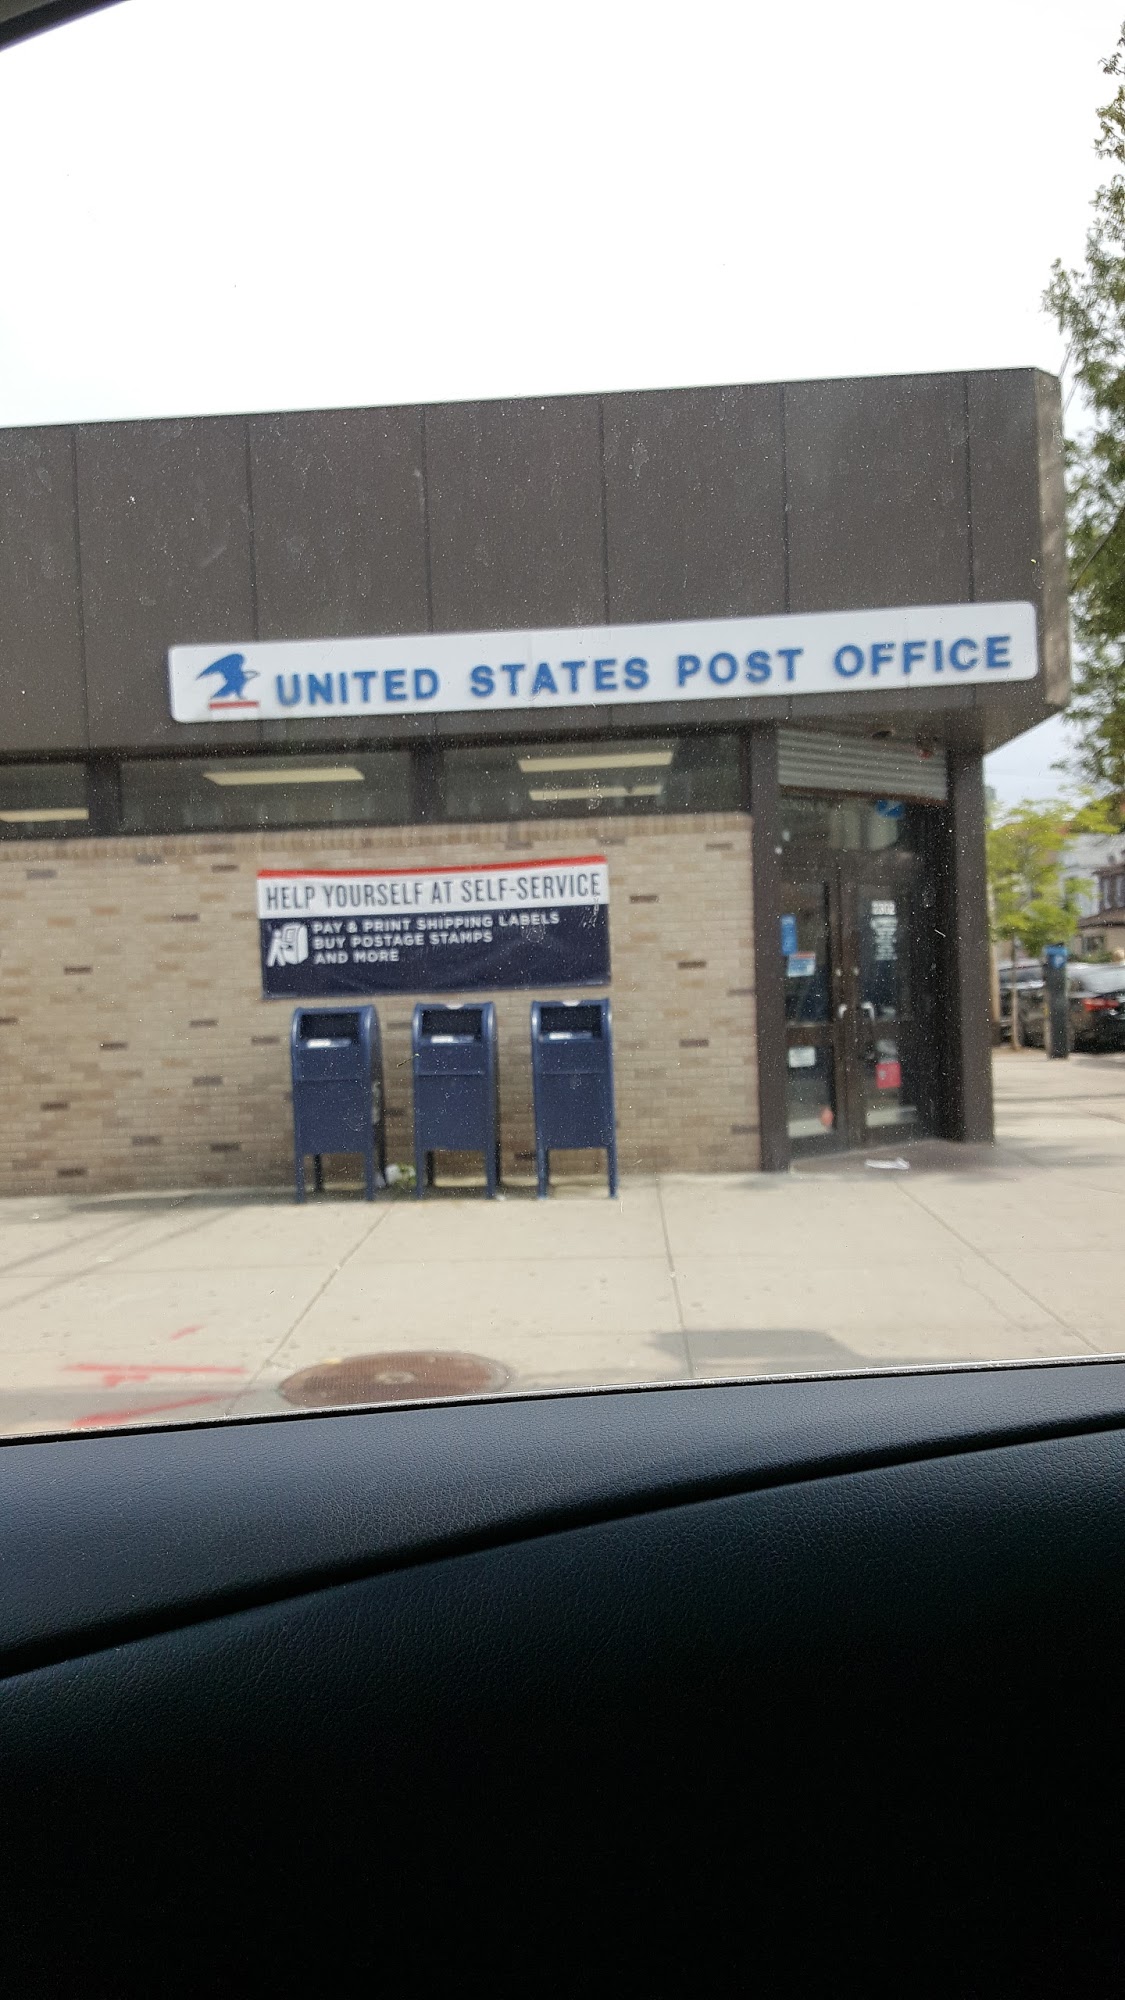 UNITED STATES POST OFFICE
HELP YOURSELF AT SELF-SERVICE
PAY & PRINT SHIPPING LABELS
BUY POSTAGE STAMPS
AND MORE